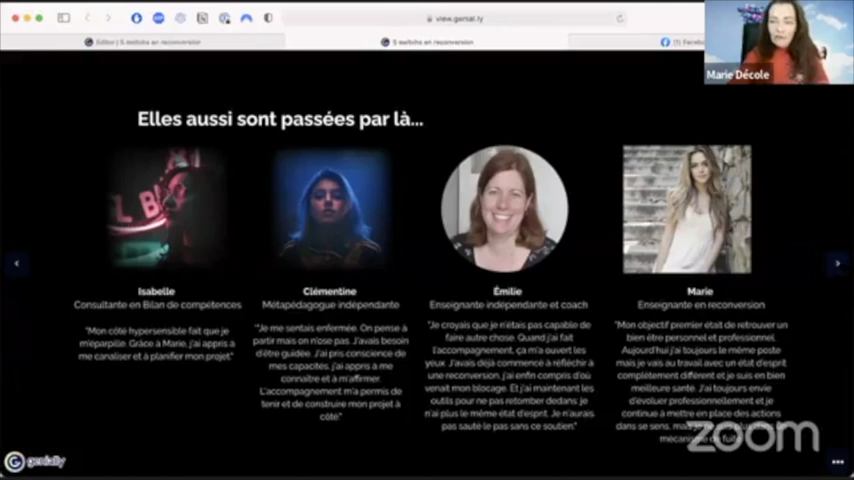 view.genial.ly
Editor | 5 switchs en reconversion
5 switchs en reconversion
(1) Facebo
Marie Décole
Elles aussi sont passées par là...
L B
Isabelle
Consultante en Bilan de compétences
"Mon côté hypersensible fait que je
m'éparpille. Grâce à Marie, j'ai appris à
me canaliser et à planifier mon projet."
Clémentine
Métapédagogue indépendante
"Je me sentais enfermée. On pense à
partir mais on n'ose pas. J'avais besoin
d'être guidée. J'ai pris conscience de
mes capacités, j'ai appris à me
connaître et à m'affirmer.
L'accompagnement m'a permis de
tenir et de construire mon projet à
côté."
Émilie
Enseignante indépendante et coach
"Je croyais que je n'étais pas capable de
faire autre chose. Quand j'ai fait
l'accompagnement, ça m'a ouvert les
yeux. J'avais déjà commencé à réfléchir à
une reconversion, j'ai enfin compris d'où
venait mon blocage. Et j'ai maintenant les
outils pour ne pas retomber dedans, je
n'ai plus le même état d'esprit. Je n'aurais
pas sauté le pas sans ce soutien."
Marie
Enseignante en reconversion
"Mon objectif premier était de retrouver un
bien être personnel et professionnel.
Aujourd'hui j'ai toujours le même poste
mais je vais au travail avec un état d'esprit
complètement différent et je suis en bien
meilleure santé. J'ai toujours envie
d'évoluer professionnellement et je
continue à mettre en place des actions
dans se sens, mais je
mécanisme de fuite
zoom
genially